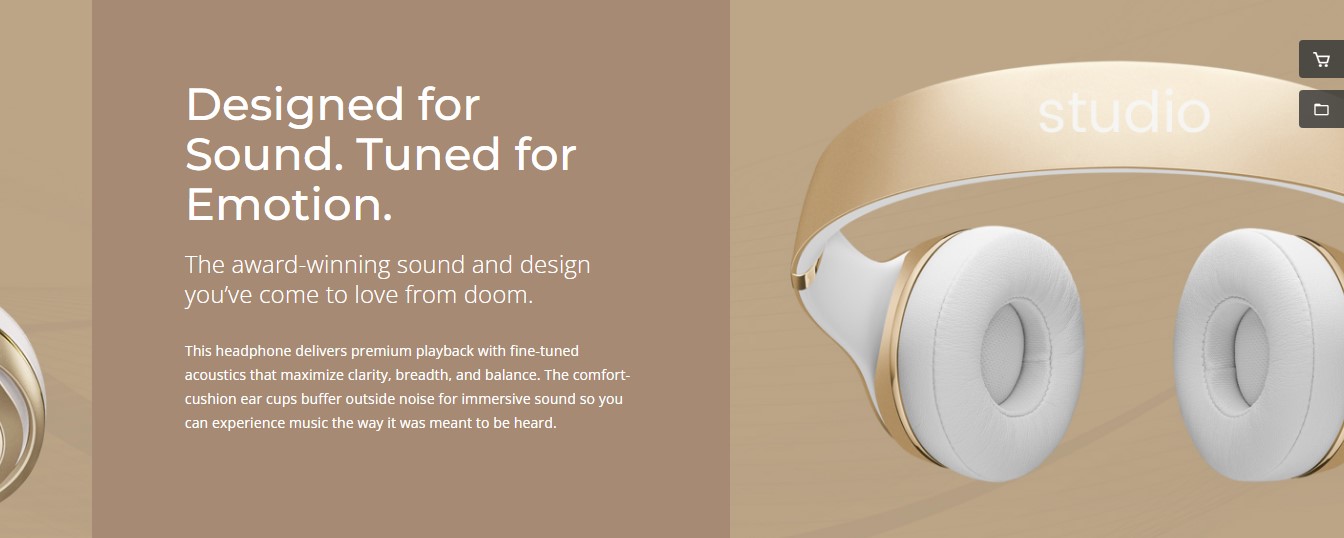 Designed for
Sound. Tuned for
Emotion.
The award-winning sound and design
you’ve come to love from doom.
This headphone delivers premium playback with fine-tuned
acoustics that maximize clarity, breadth, and balance. The comfort-
cushion ear cups buffer outside noise for immersive sound so you
can experience music the way it was meant to be heard.
studio